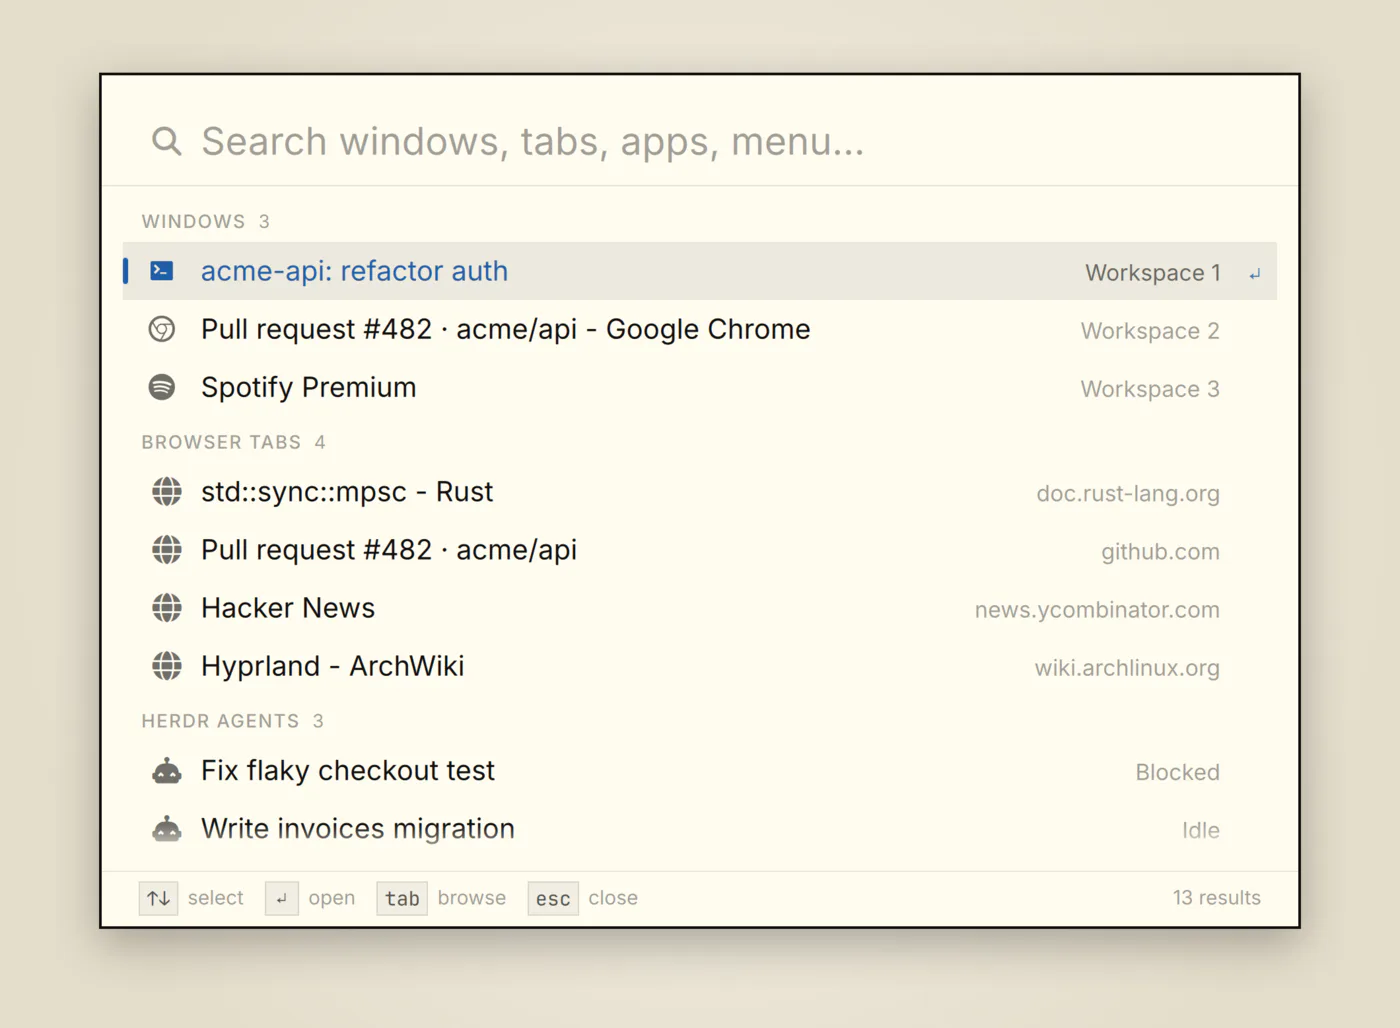 Search windows, tabs, apps, menu...
WINDOWS 3
acme-api: refactor auth Workspace 1 ↵
Pull request #482 · acme/api - Google Chrome Workspace 2
Spotify Premium Workspace 3
BROWSER TABS 4
std::sync::mpsc - Rust doc.rust-lang.org
Pull request #482 · acme/api github.com
Hacker News news.ycombinator.com
Hyprland - ArchWiki wiki.archlinux.org
HERDR AGENTS 3
Fix flaky checkout test Blocked
Write invoices migration Idle
↑↓ select ↵ open tab browse esc close 13 results